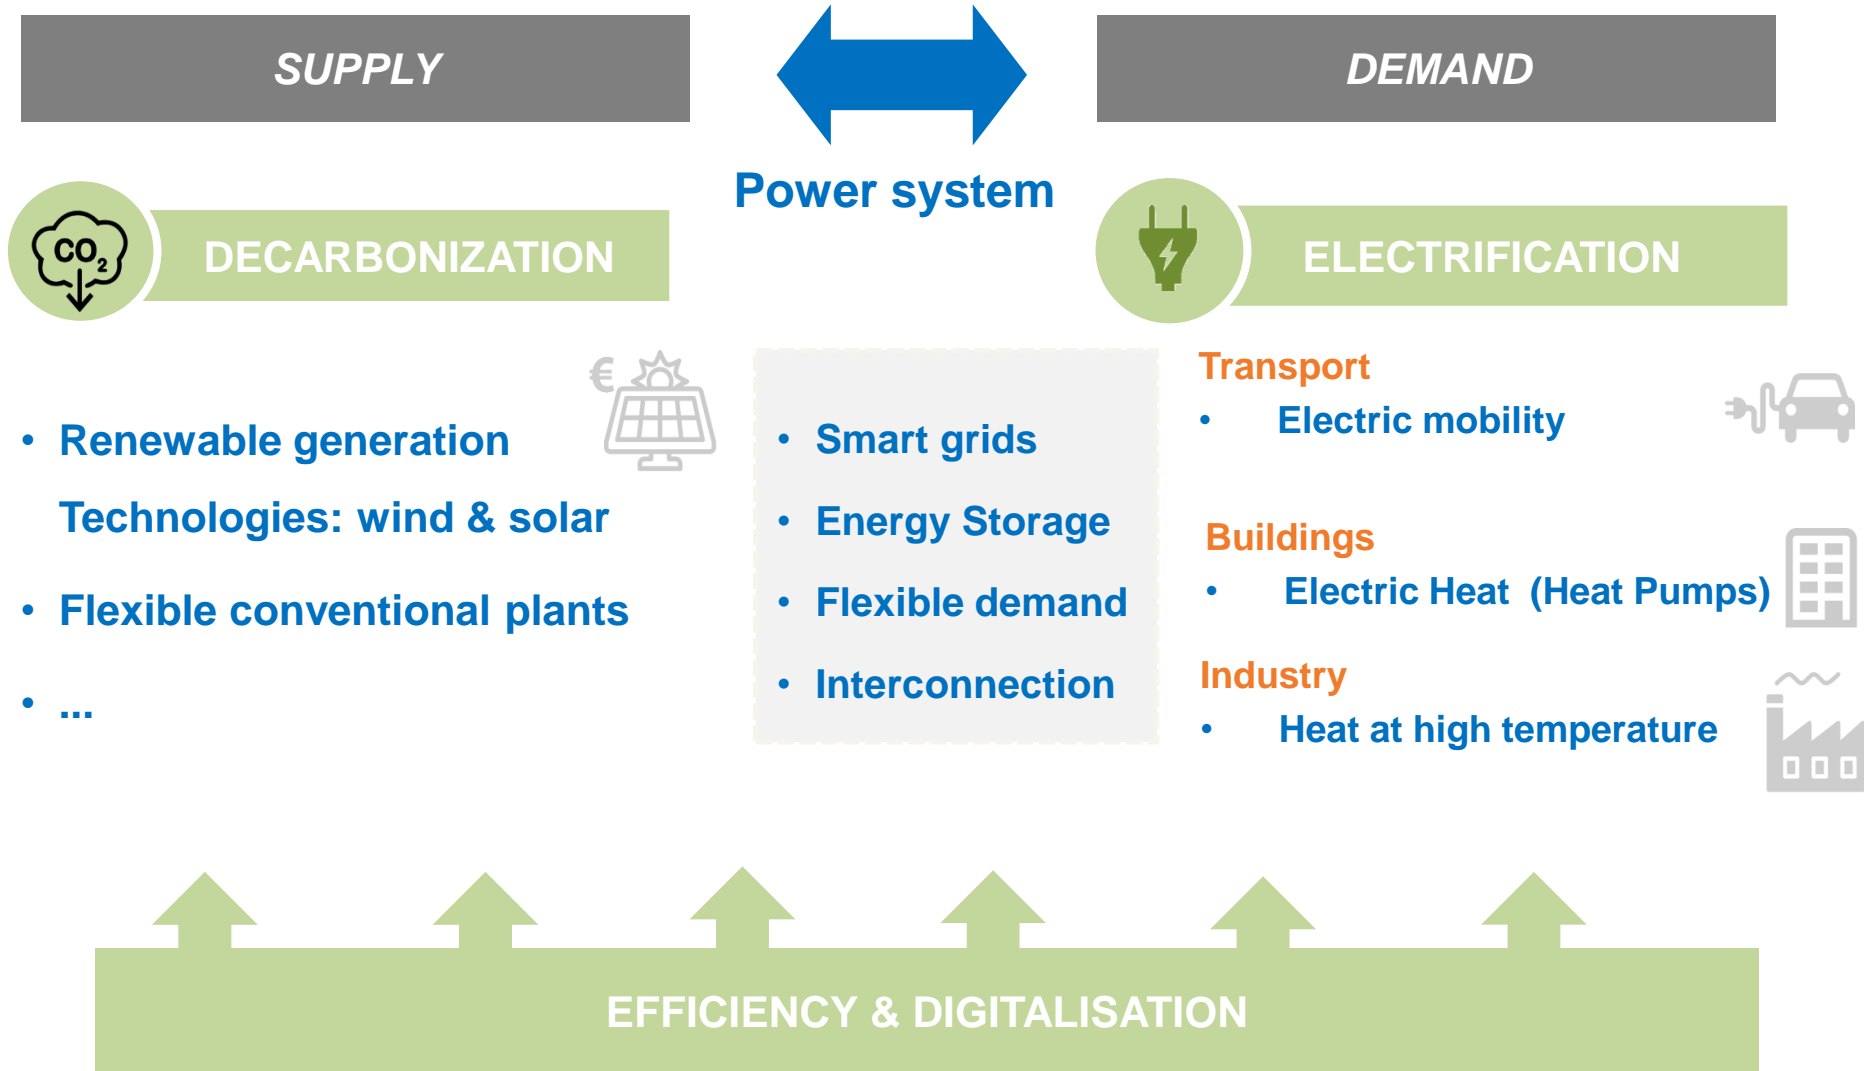 SUPPLY
DEMAND
Power system
CO2
DECARBONIZATION
ELECTRIFICATION
€
• Renewable generation
Technologies: wind & solar
• Flexible conventional plants
• ...
• Smart grids
• Energy Storage
• Flexible demand
• Interconnection
Transport
• Electric mobility
Buildings
• Electric Heat (Heat Pumps)
Industry
• Heat at high temperature
EFFICIENCY & DIGITALISATION